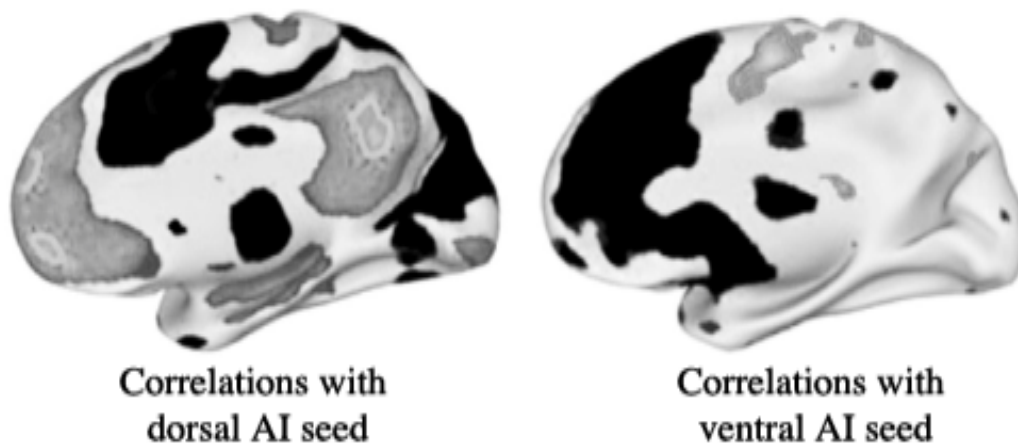 Correlations with
dorsal AI seed
Correlations with
ventral AI seed